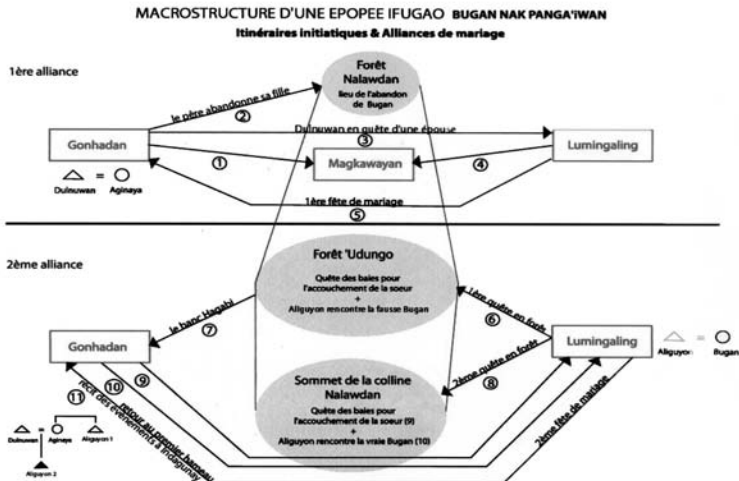 MACROSTRUCTURE D'UNE EPOPEE IFUGAO BUGAN NAK PANGA'IWAN
Itinéraires initiatiques & Alliances de mariage
1ère alliance
Forêt
Nalawdan
lieu de l'abandon
de Bugan
le père abandonne sa fille
2
Dulnuwan en quête d'une épouse
3
Gonhadan
Lumingaling
1
Magkawayan
4
=
Dulnuwan
Aginaya
1ère fête de mariage
5
2ème alliance
Forêt 'Udungo
Quête des baies pour
l'accouchement de la soeur
+
Aliguyon rencontre la fausse Bugan
le banc Hagabi
7
1ère quête en forêt
6
Gonhadan
Lumingaling
=
Aliguyon
Bugan
2ème quête en forêt
8
Sommet de la colline
Nalawdan
Quête des baies pour
l'accouchement de la soeur (9)
+
Aliguyon rencontre la vraie Bugan (10)
9
10
11
retour au premier hameau
récit des événements à Indagunay
2ème fête de mariage
=
Dulnuwan
Aginaya
Aliguyon 1
Aliguyon 2